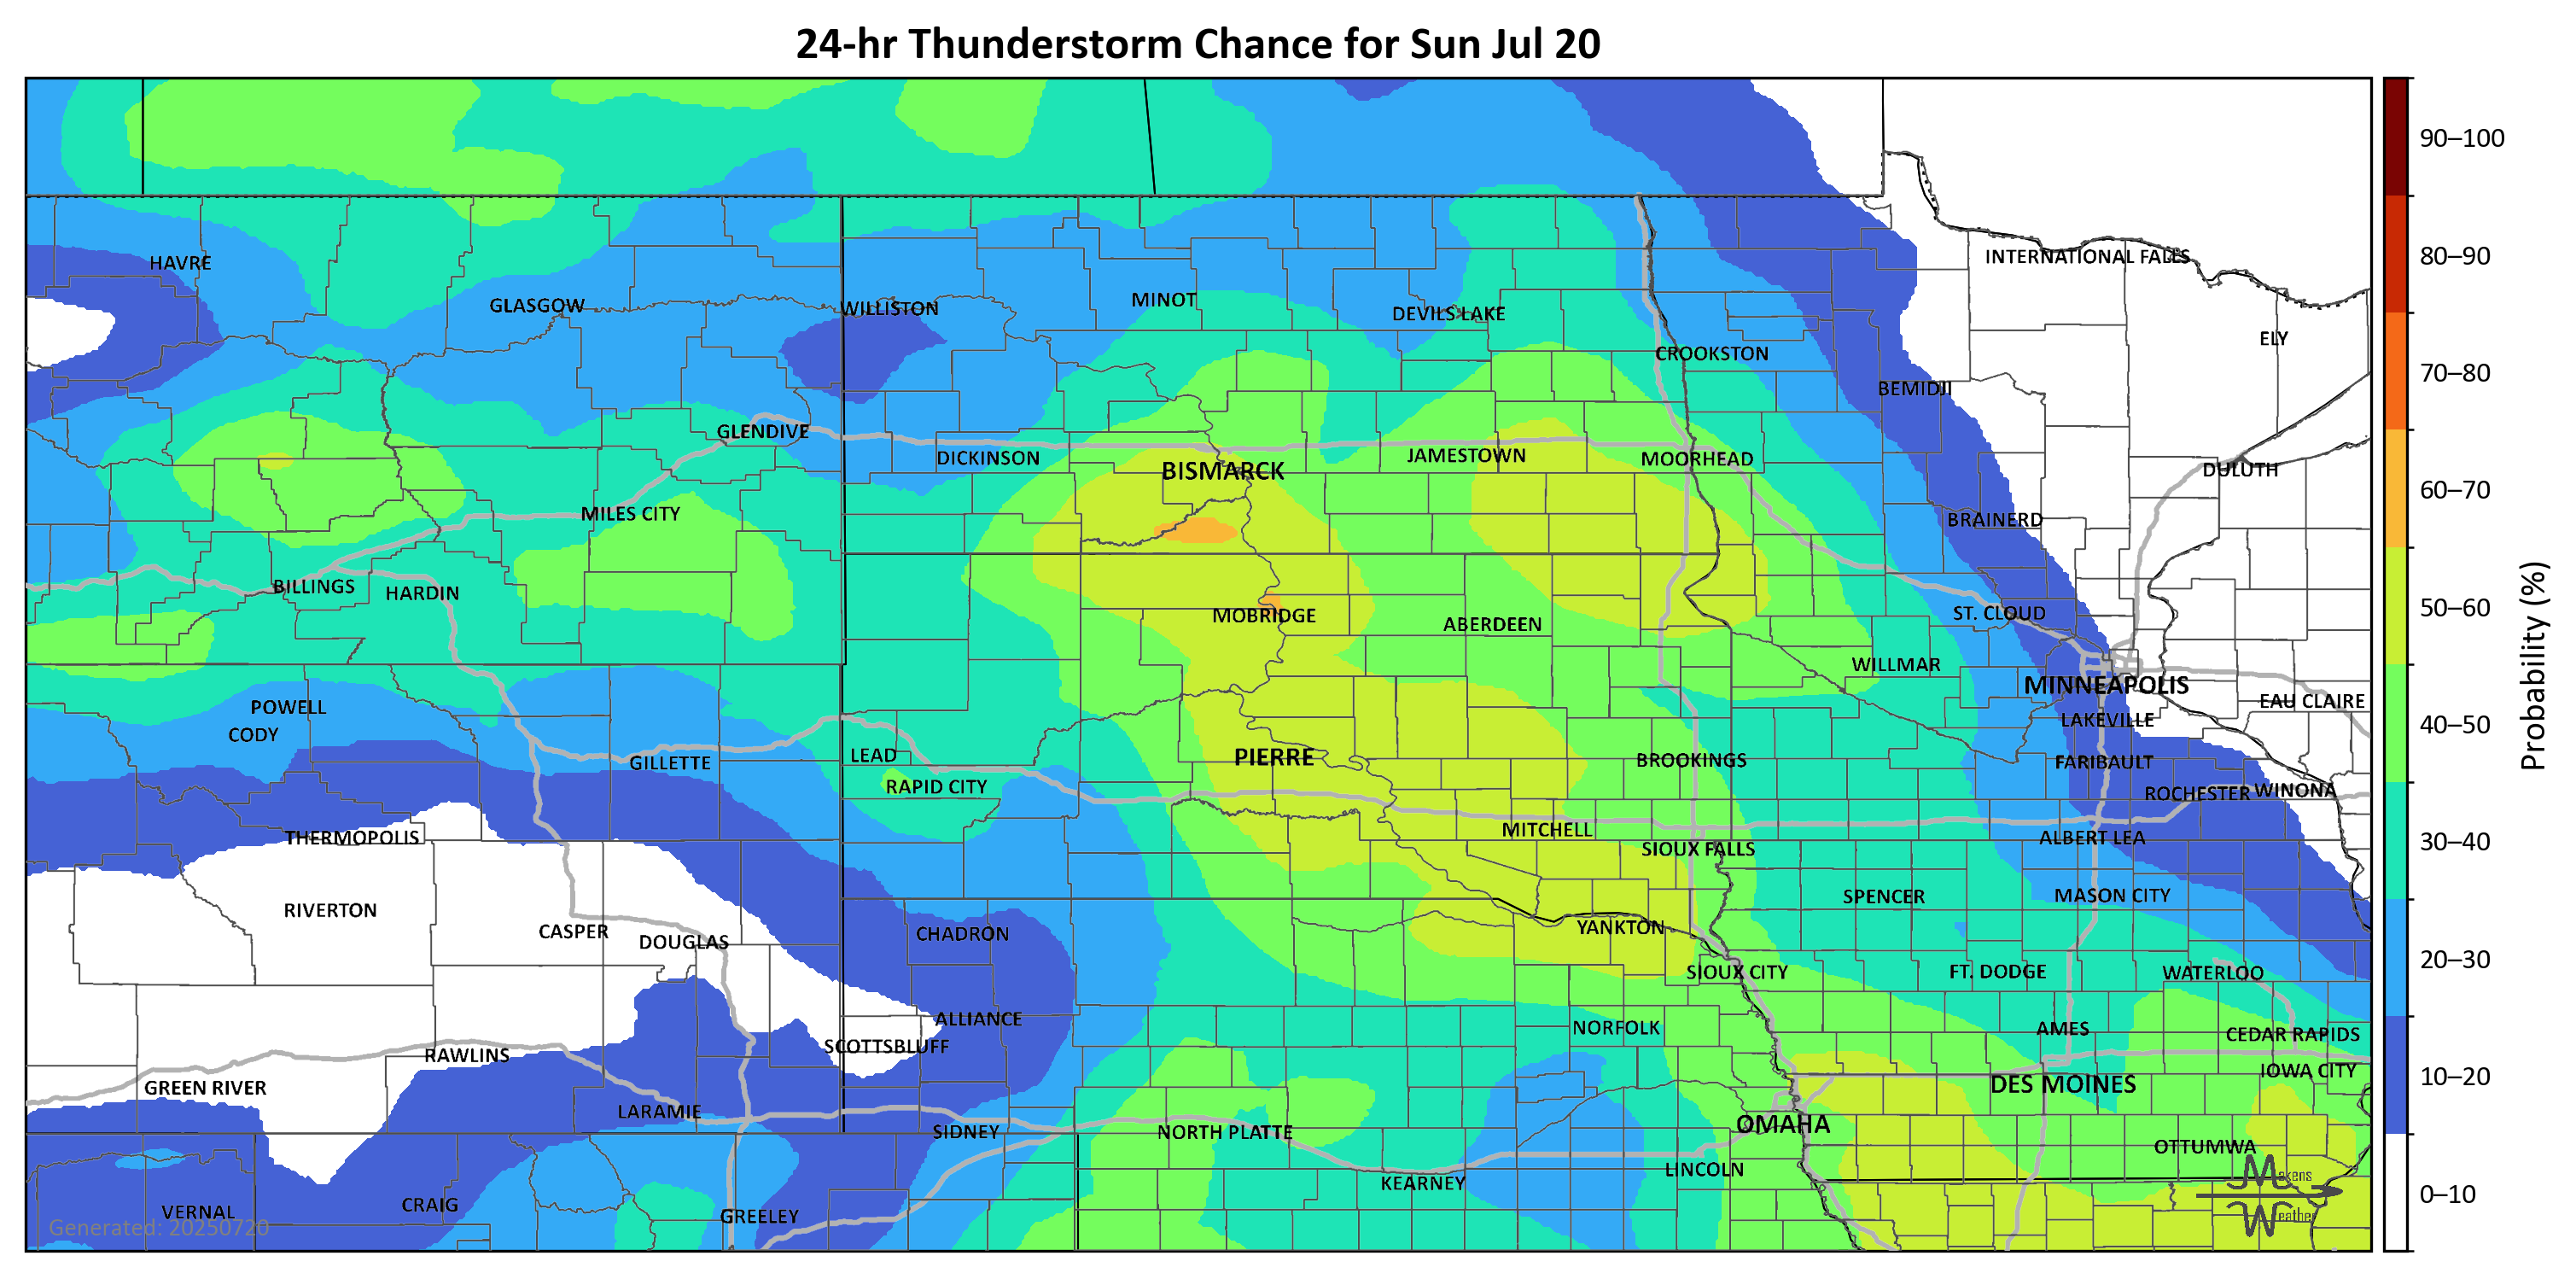 24-hr Thunderstorm Chance for Sun Jul 20
90–100
80–90
70–80
60–70
50–60
40–50
30–40
20–30
10–20
0–10
Probability (%)
HAVRE
INTERNATIONAL FALLS
GLASGOW
WILLISTON
MINOT
DEVILS LAKE
ELY
CROOKSTON
BEMIDJI
GLENDIVE
DICKINSON
BISMARCK
JAMESTOWN
MOORHEAD
DULUTH
MILES CITY
BRAINERD
BILLINGS
HARDIN
MOBRIDGE
ABERDEEN
ST. CLOUD
WILLMAR
MINNEAPOLIS
POWELL
EAU CLAIRE
CODY
LAKEVILLE
GILLETTE
LEAD
PIERRE
BROOKINGS
FARIBAULT
RAPID CITY
ROCHESTER
WINONA
THERMOPOLIS
MITCHELL
ALBERT LEA
SIOUX FALLS
RIVERTON
SPENCER
MASON CITY
CASPER
DOUGLAS
CHADRON
YANKTON
SIOUX CITY
FT. DODGE
WATERLOO
ALLIANCE
NORFOLK
AMES
CEDAR RAPIDS
SCOTTSBLUFF
RAWLINS
IOWA CITY
GREEN RIVER
DES MOINES
LARAMIE
OMAHA
SIDNEY
NORTH PLATTE
OTTUMWA
LINCOLN
KEARNEY
VERNAL
CRAIG
GREELEY
Generated: 20250720
Makens
Weather